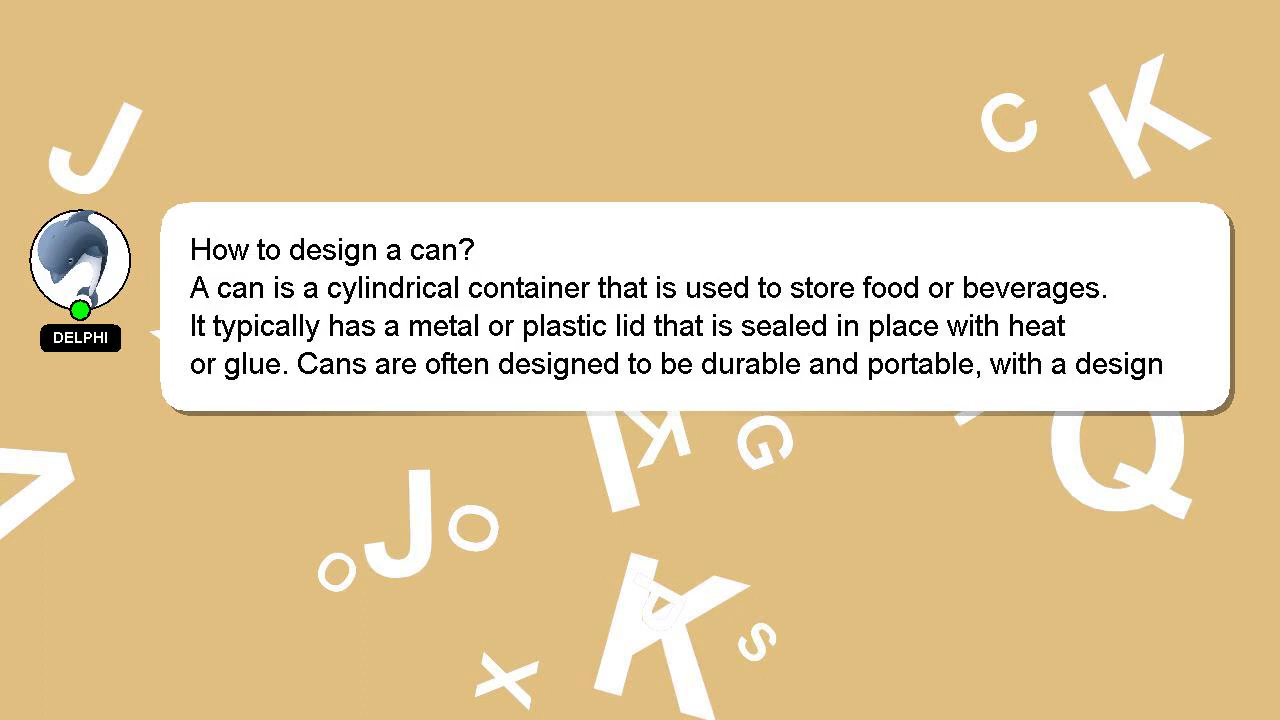 J
C
K
How to design a can?
A can is a cylindrical container that is used to store food or beverages.
It typically has a metal or plastic lid that is sealed in place with heat
or glue. Cans are often designed to be durable and portable, with a design
DELPHI
K
G
Q
J
O
O
K
S
X